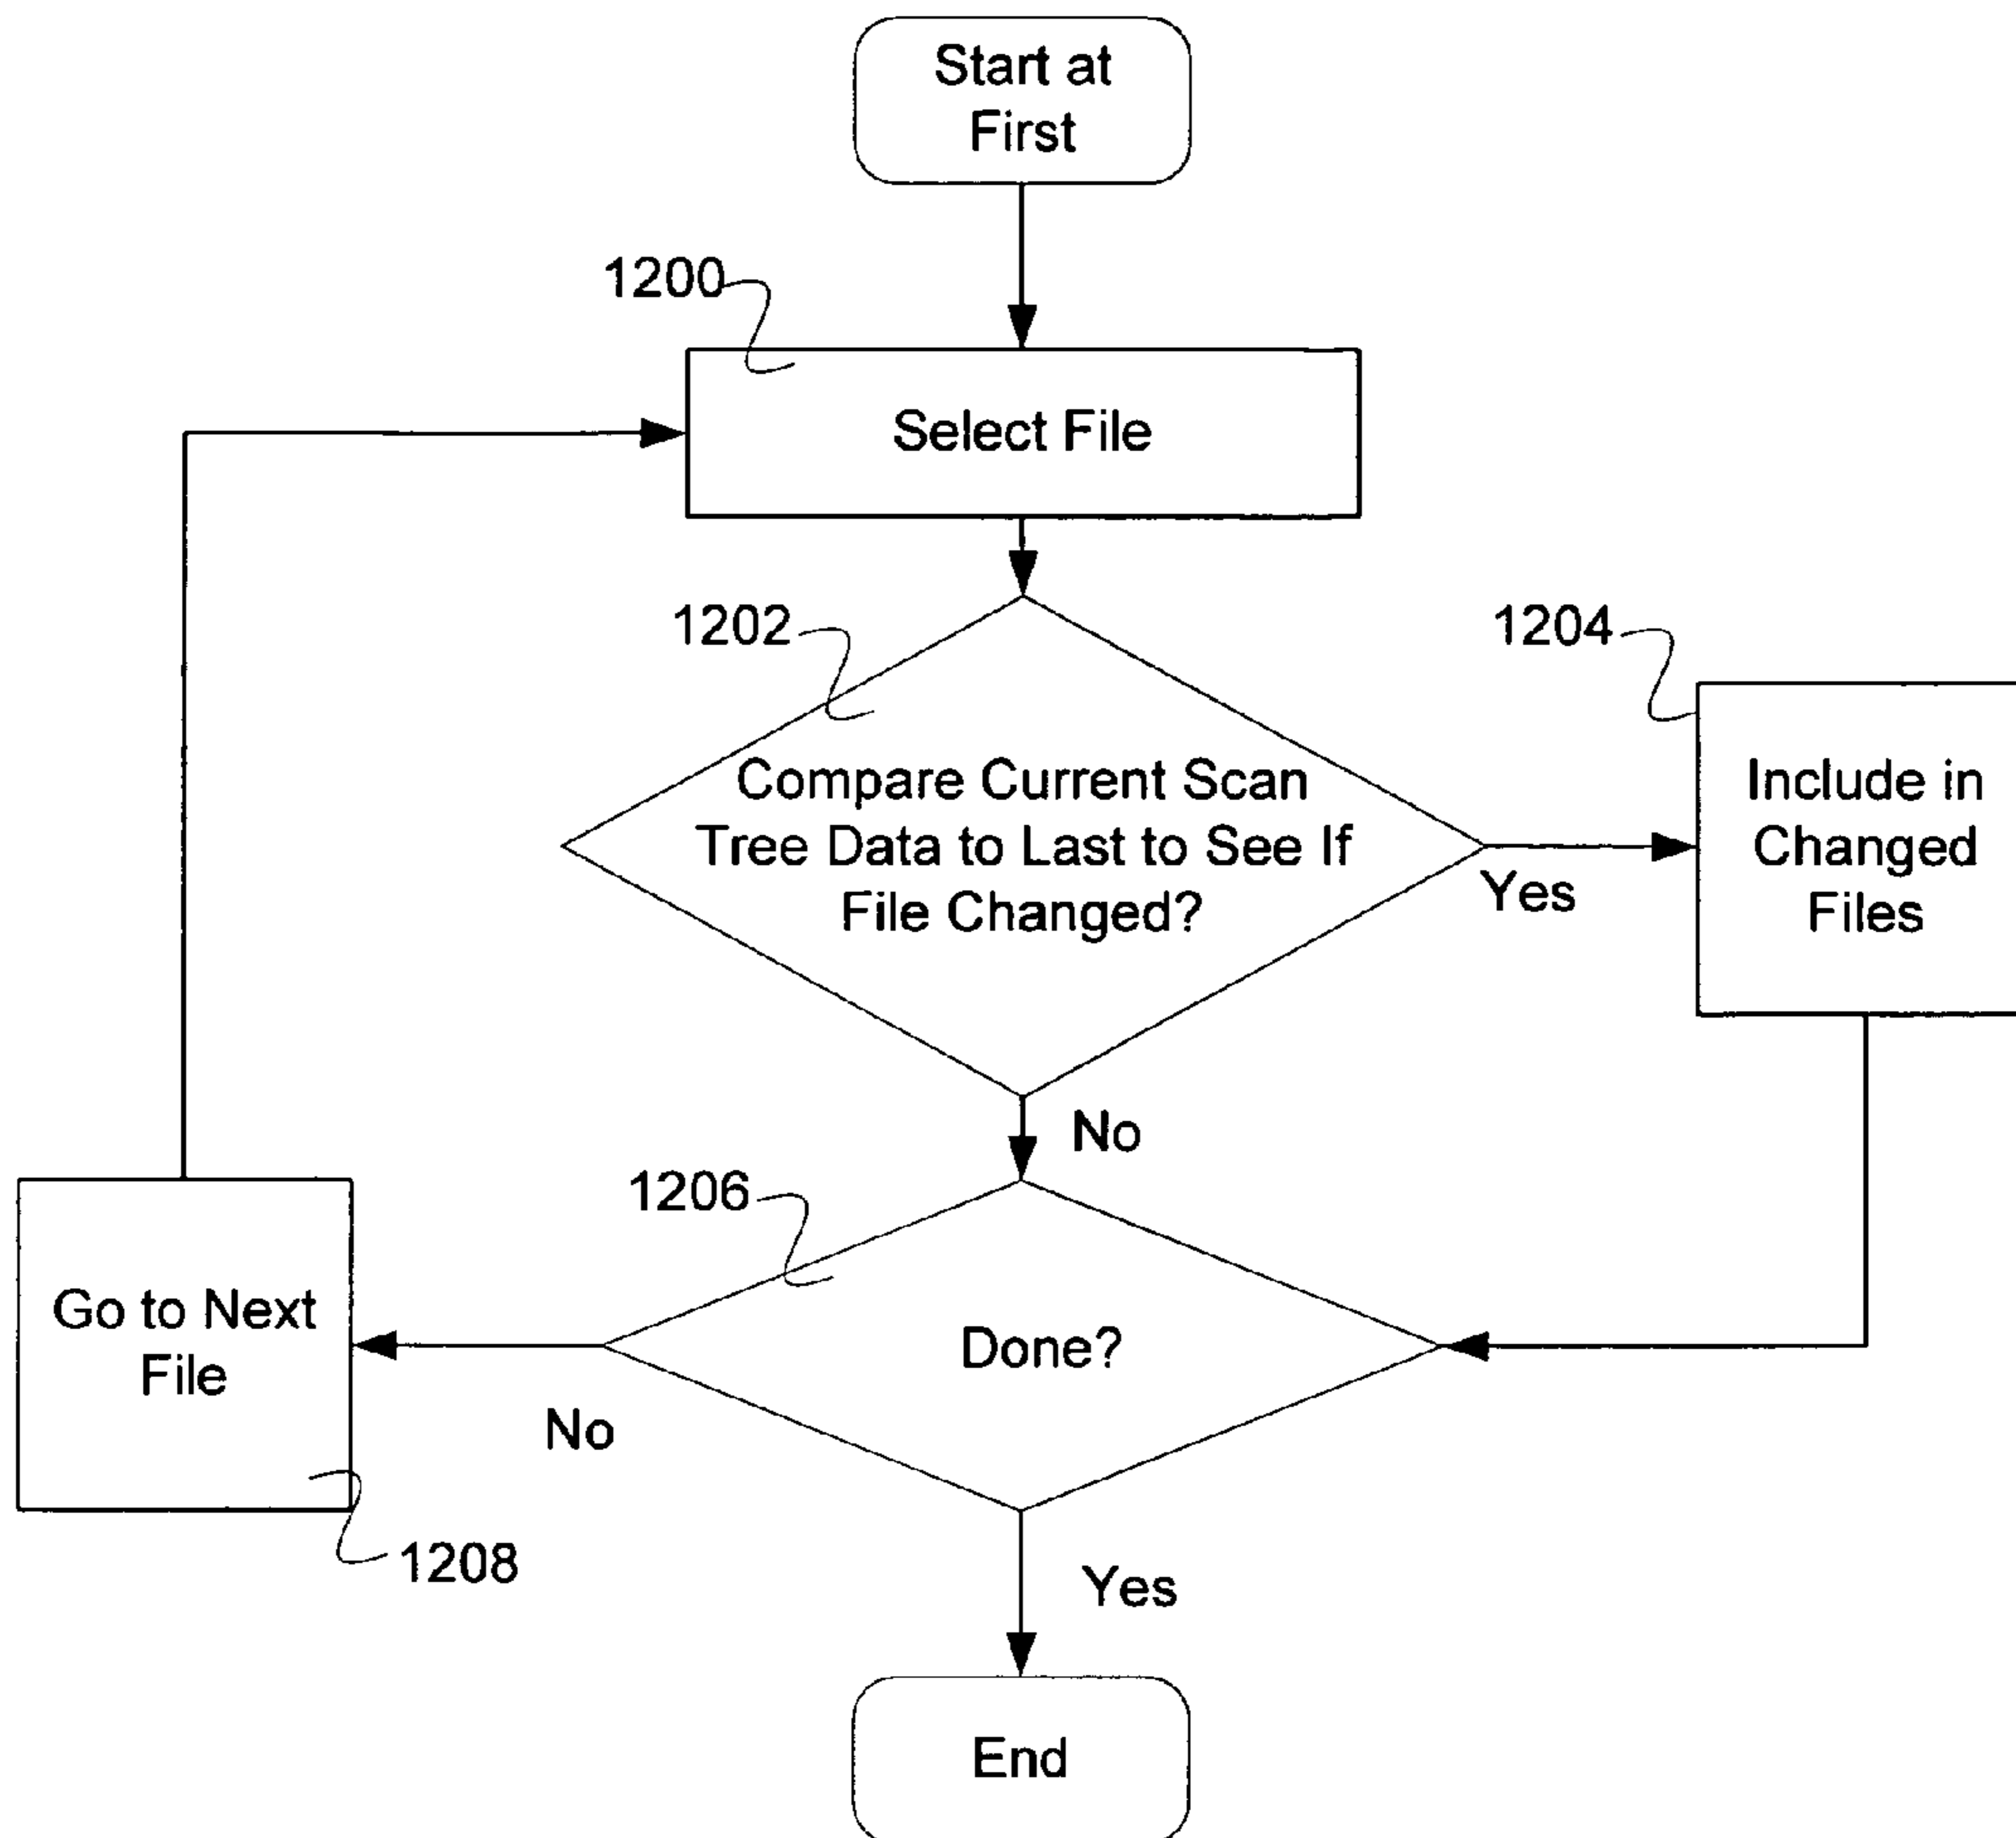 Start at
First
1200
Select File
1202
1204
Compare Current Scan
Tree Data to Last to See If
File Changed?
Yes
Include in
Changed
Files
No
1206
Go to Next
File
Done?
No
1208
Yes
End